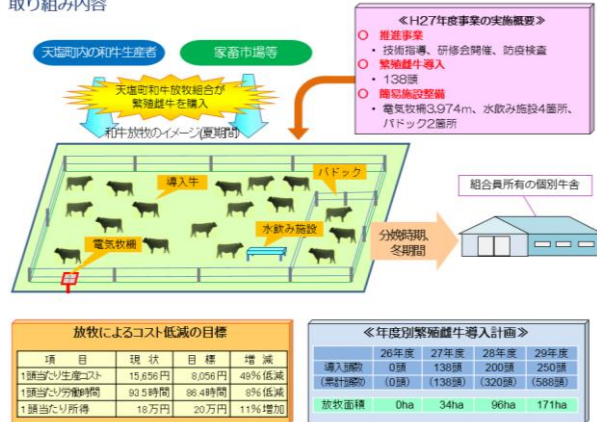 取り組み内容
天塩町内の和牛生産者
家畜市場等
天塩町和牛放牧組合が
繁殖雌牛を購入
≪H27年度事業の実施概要≫
○ 推進事業
・ 技術指導、研修会開催、防疫検査
○ 繁殖雌牛導入
・ 138頭
○ 簡易施設整備
・ 電気牧柵3,974m、水飲み施設4箇所、
パドック2箇所
和牛放牧のイメージ(夏期間)
導入牛
パドック
水飲み施設
電気牧柵
分娩時期、
冬期間
組合員所有の個別牛舎
放牧によるコスト低減の目標
項 目 現 状 目 標 増 減
1頭当たり生産コスト 15,656円 8,056円 49%低減
1頭当たり労働時間 93.5時間 86.4時間 8%低減
1頭当たり所得 18万円 20万円 11%増加
≪年度別繁殖雌牛導入計画≫
26年度 27年度 28年度 29年度
導入頭数 0頭 138頭 200頭 250頭
(累計頭数) (0頭) (138頭) (320頭) (588頭)
放牧面積 0ha 34ha 96ha 171ha